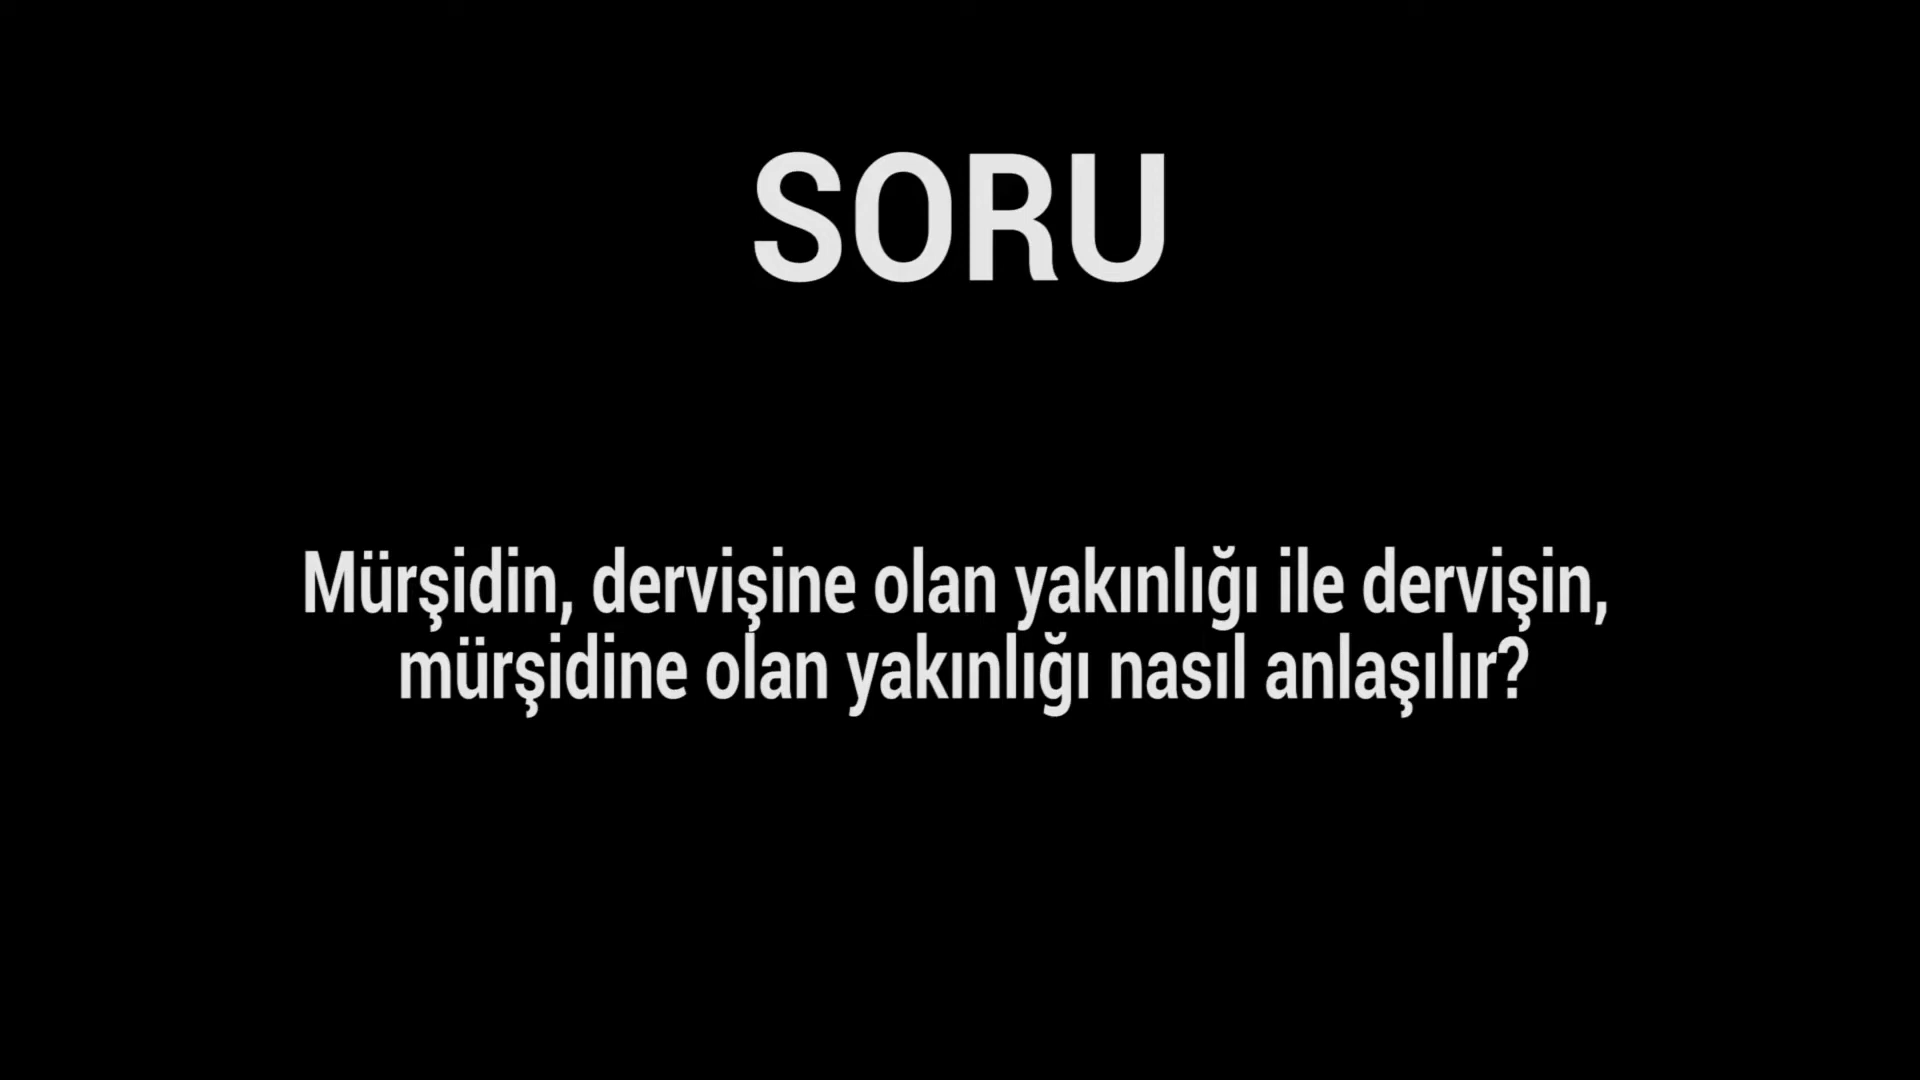 SORU
Mürşidin, dervişine olan yakınlığı ile dervişin,
mürşidine olan yakınlığı nasıl anlaşılır?